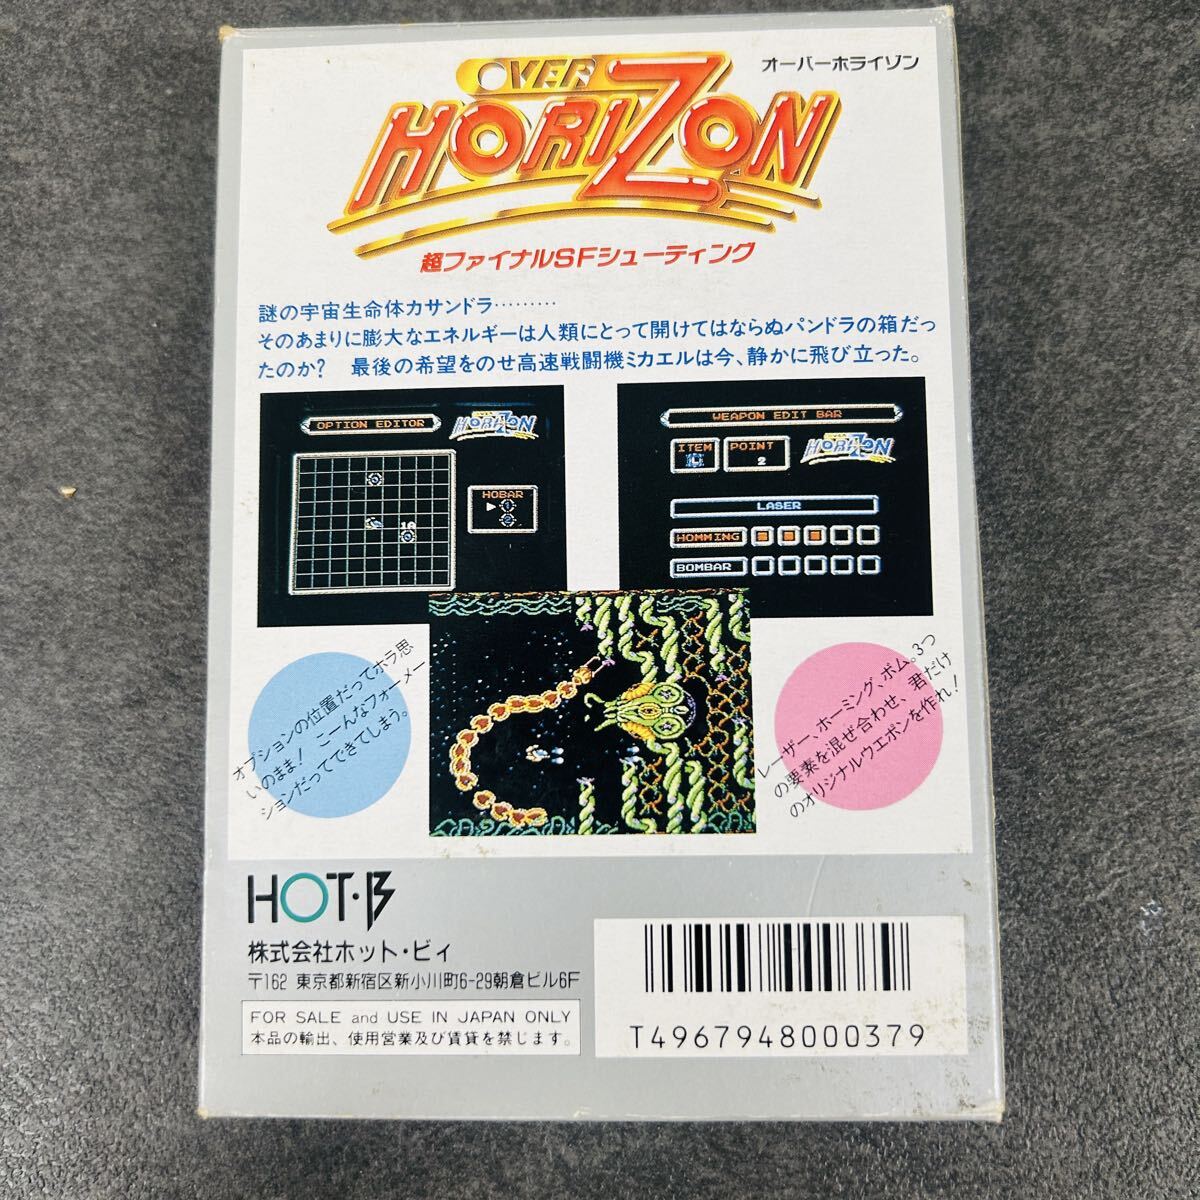 OVER
HORIZON
オーバーホライゾン
超ファイナルSFシューティング
謎の宇宙生命体カサンドラ………
そのあまりに膨大なエネルギーは人類にとって開けてはならぬパンドラの箱だっ
たのか?　最後の希望をのせ高速戦闘機ミカエルは今、静かに飛び立った。
OPTION EDITOR
OVER
HORIZON
HOBAR
1
2
1A
WEAPON EDIT BAR
ITEM
L
POINT
2
OVER
HORIZON
LASER
HOMMING
BOMBAR
オプションの位置だってホラ思
いのまま!　こーんなフォーメー
ションだってできてしまう。
レーザー、ホーミング、ボム。3つ
の要素を混ぜ合わせ、君だけ
のオリジナルウエポンを作れ!
HOT・B
株式会社ホット・ビィ
〒162 東京都新宿区新小川町6-29朝倉ビル6F
FOR SALE and USE IN JAPAN ONLY
本品の輸出、使用営業及び賃貸を禁じます。
T4967948000379